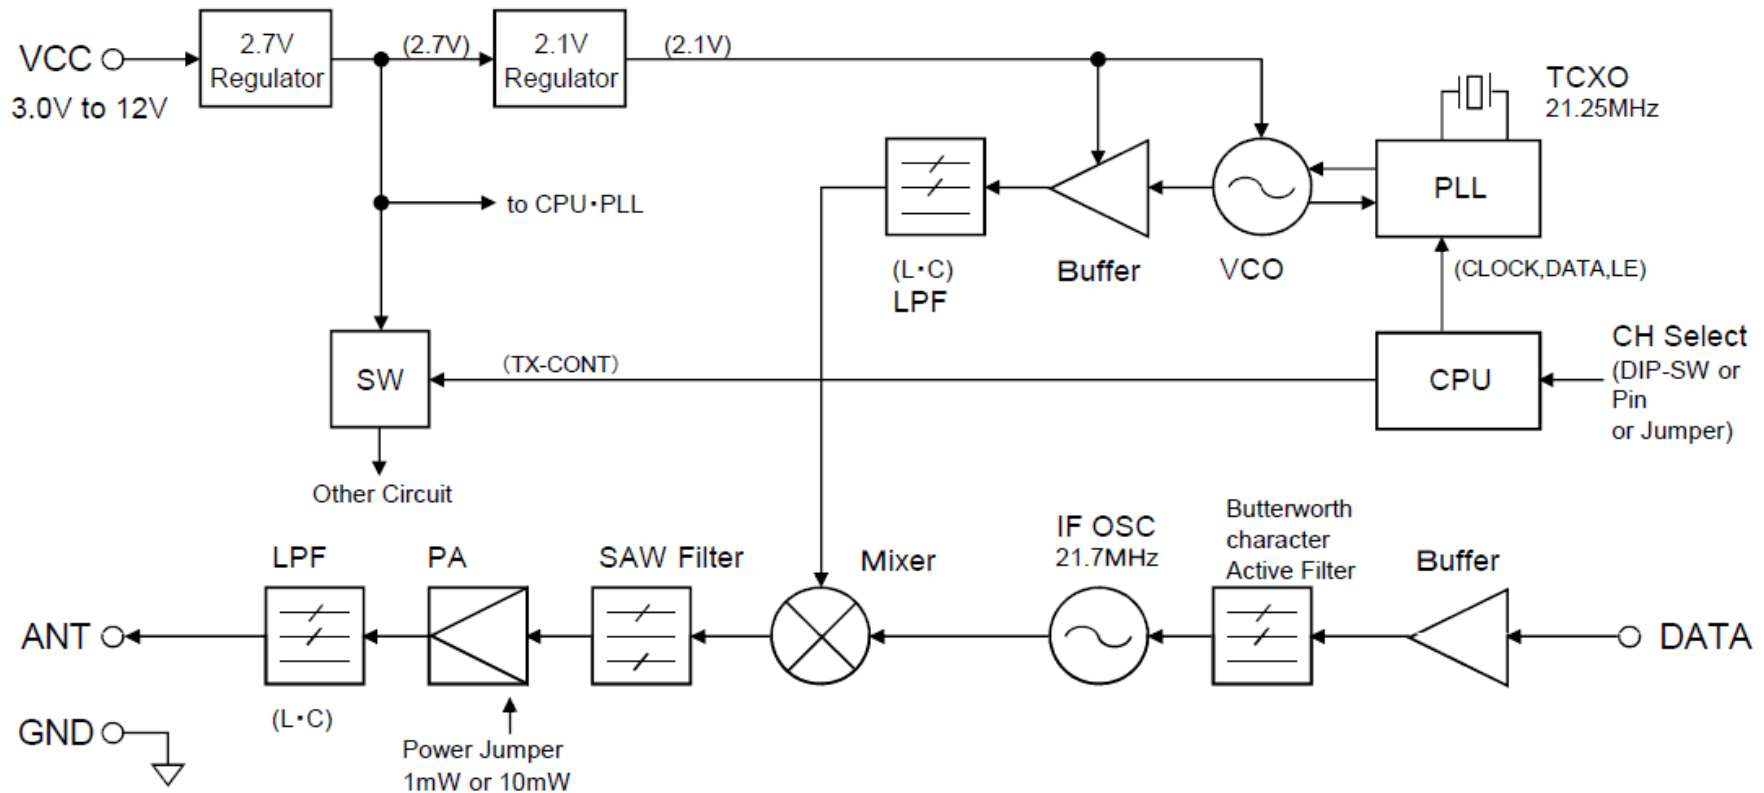 VCC
3.0V to 12V
2.7V
Regulator
(2.7V)
2.1V
Regulator
(2.1V)
TCXO
21.25MHz
PLL
to CPU・PLL
(L・C)
LPF
Buffer
VCO
(CLOCK,DATA,LE)
SW
(TX-CONT)
CPU
CH Select
(DIP-SW or
Pin
or Jumper)
Other Circuit
LPF
PA
SAW Filter
Mixer
IF OSC
21.7MHz
Butterworth
character
Active Filter
Buffer
ANT
DATA
(L・C)
GND
Power Jumper
1mW or 10mW